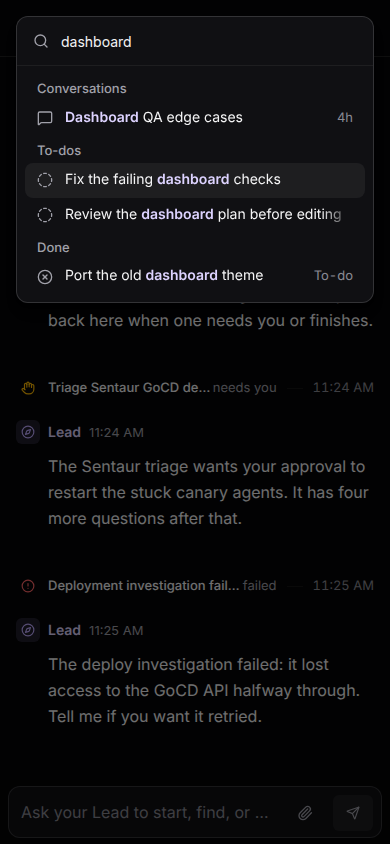 dashboard
Conversations
Dashboard QA edge cases 4h
To-dos
Fix the failing dashboard checks
Review the dashboard plan before editing
Done
Port the old dashboard theme To-do
back here when one needs you or finishes.
Triage Sentaur GoCD de... needs you 11:24 AM
Lead 11:24 AM
The Sentaur triage wants your approval to
restart the stuck canary agents. It has four
more questions after that.
Deployment investigation fail... failed 11:25 AM
Lead 11:25 AM
The deploy investigation failed: it lost
access to the GoCD API halfway through.
Tell me if you want it retried.
Ask your Lead to start, find, or ...